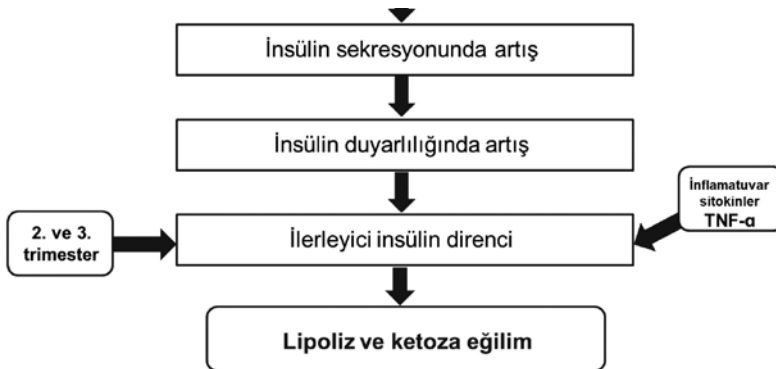 İnsülin sekresyonunda artış
İnsülin duyarlılığında artış
İnflamatuvar
sitokinler
TNF-α
2. ve 3.
trimester
İlerleyici insülin direnci
Lipoliz ve ketoza eğilim